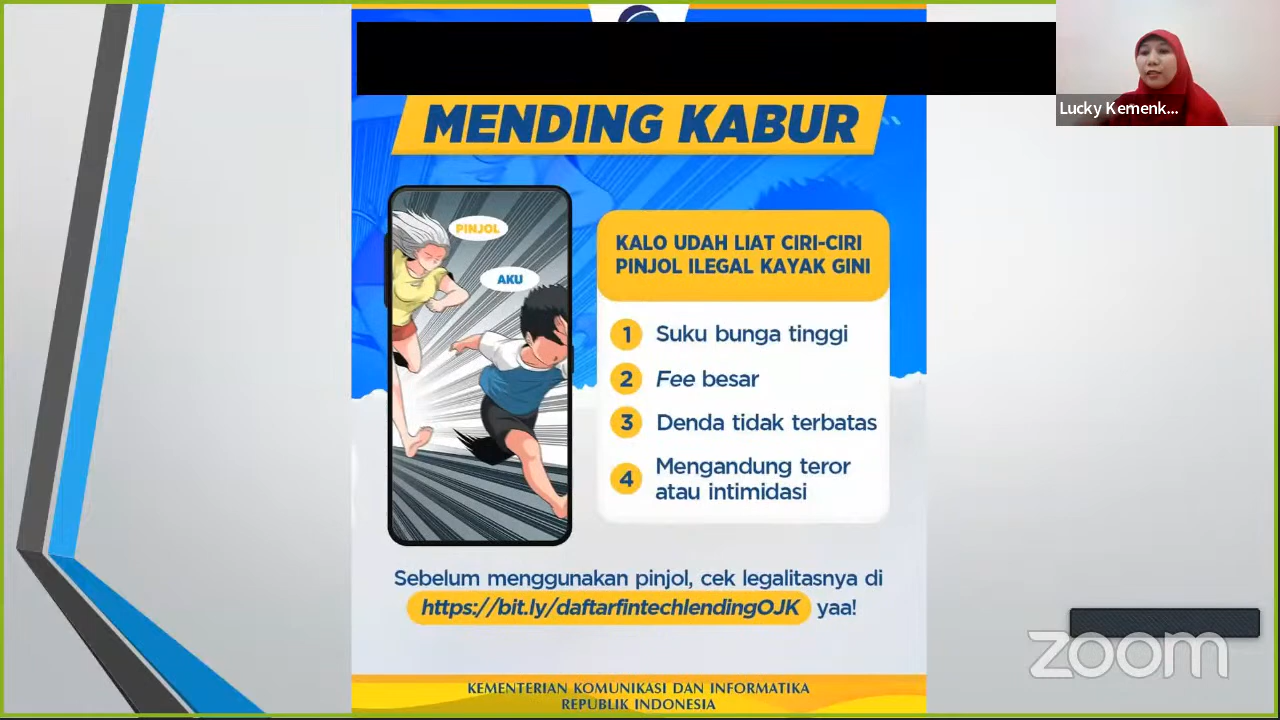 Lucky Kemenk...
MENDING KABUR
PINJOL
AKU
KALO UDAH LIAT CIRI-CIRI
PINJOL ILEGAL KAYAK GINI
1 Suku bunga tinggi
2 Fee besar
3 Denda tidak terbatas
4 Mengandung teror
atau intimidasi
Sebelum menggunakan pinjol, cek legalitasnya di
https://bit.ly/daftarfintechlendingOJK yaa!
KEMENTERIAN KOMUNIKASI DAN INFORMATIKA
REPUBLIK INDONESIA
zoom